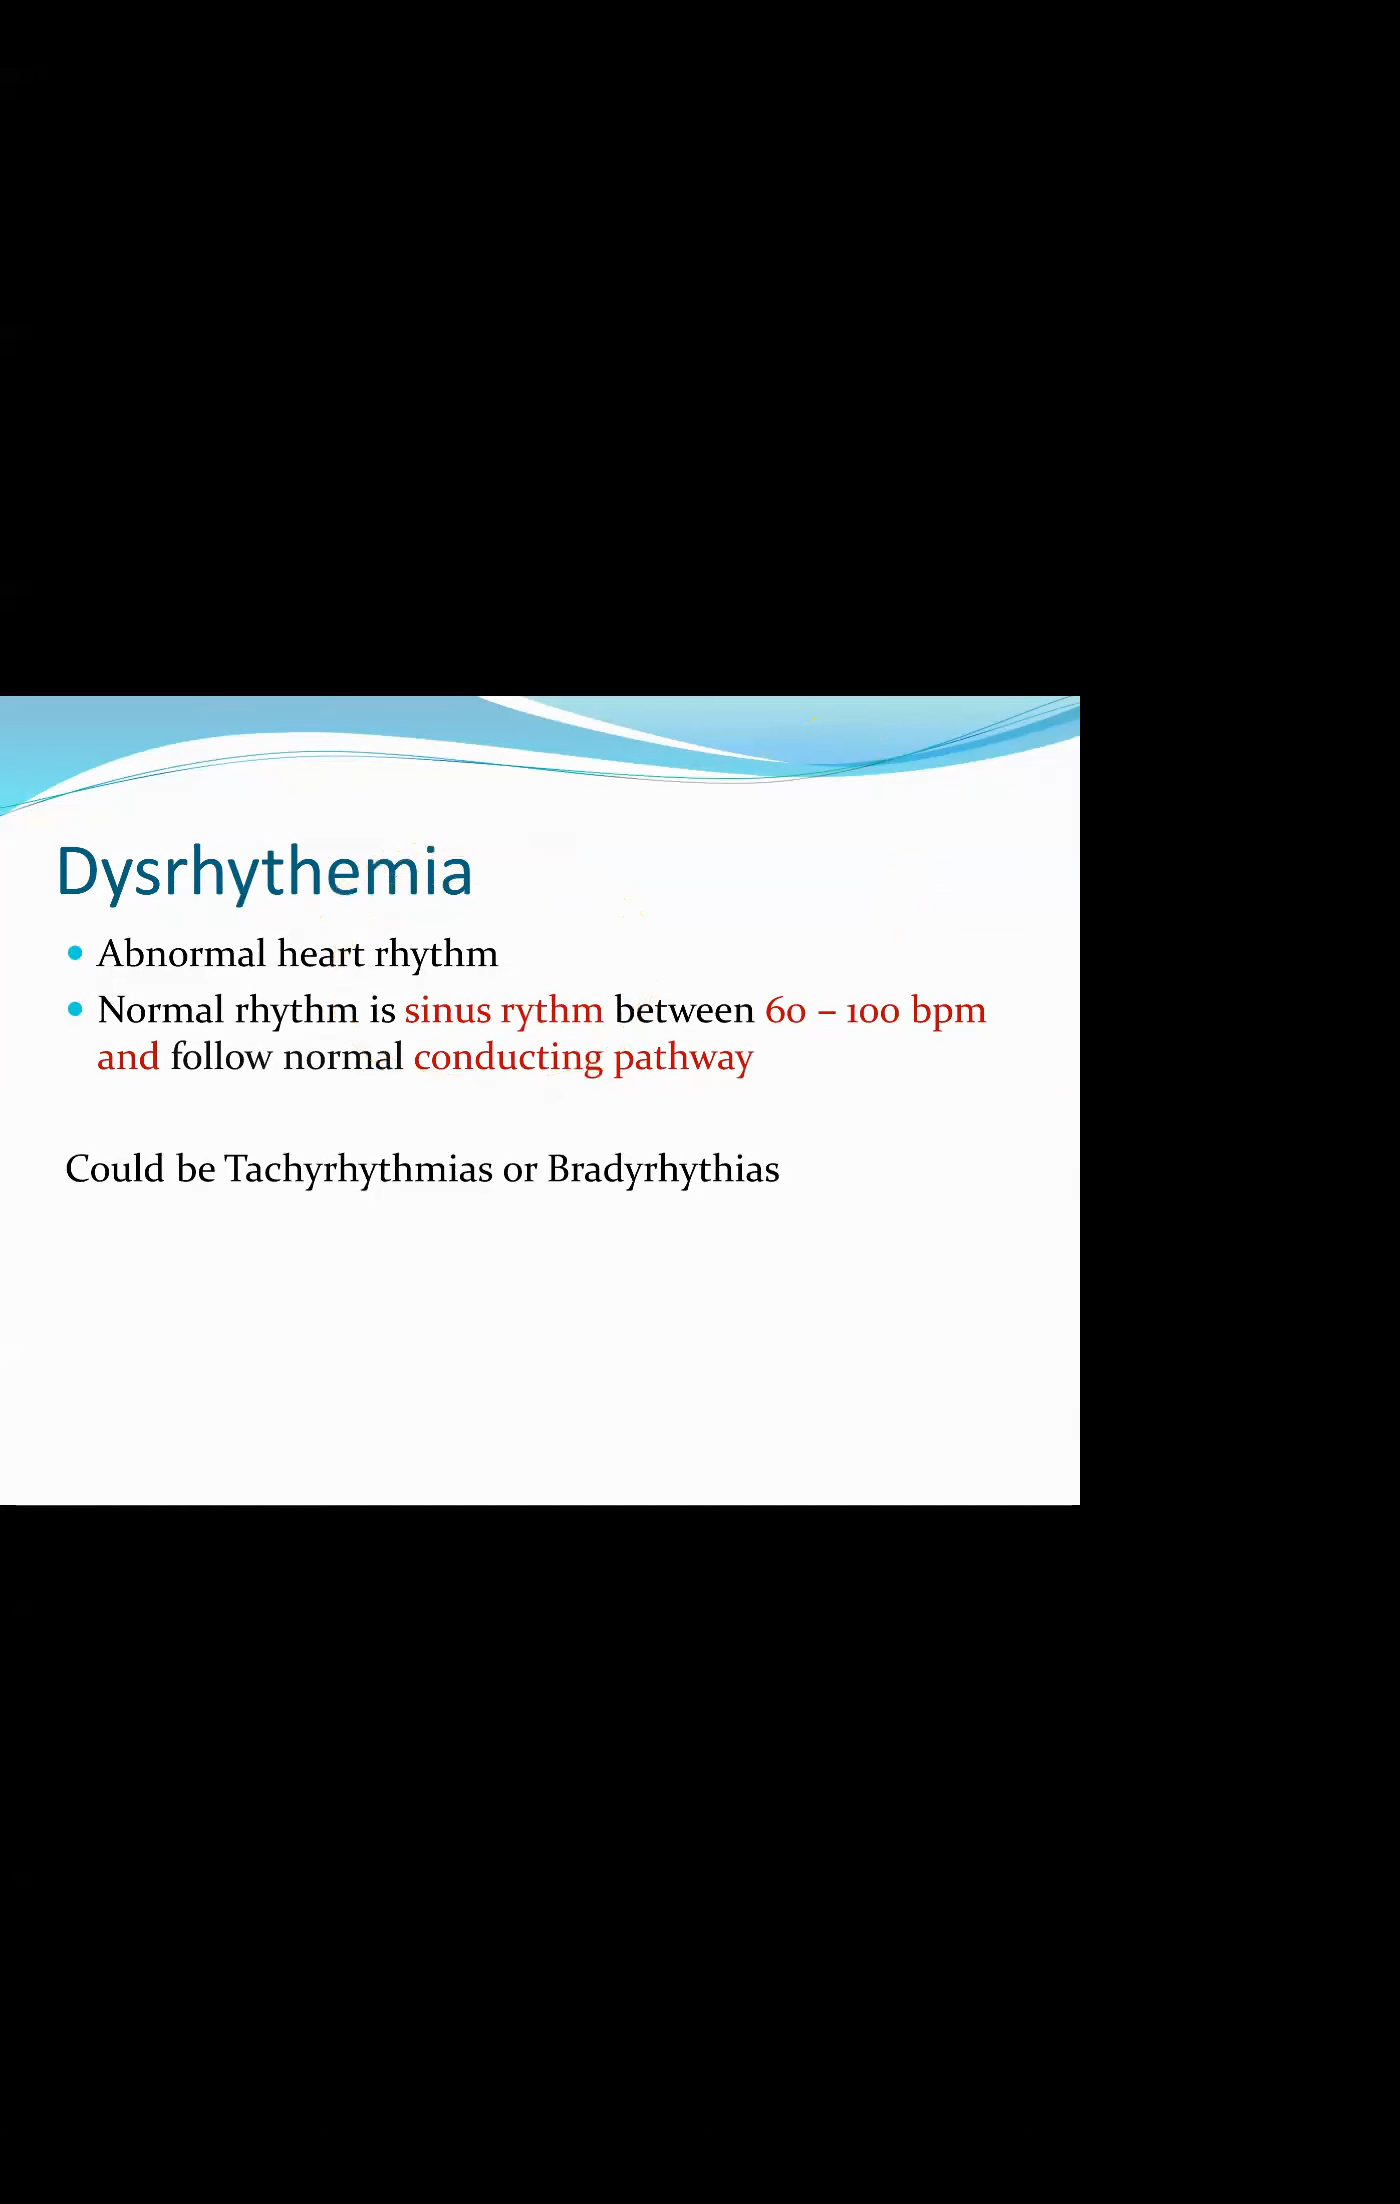 Dysrhythemia
• Abnormal heart rhythm
• Normal rhythm is sinus rythm between 60 – 100 bpm
and follow normal conducting pathway
Could be Tachyrhythmias or Bradyrhythias